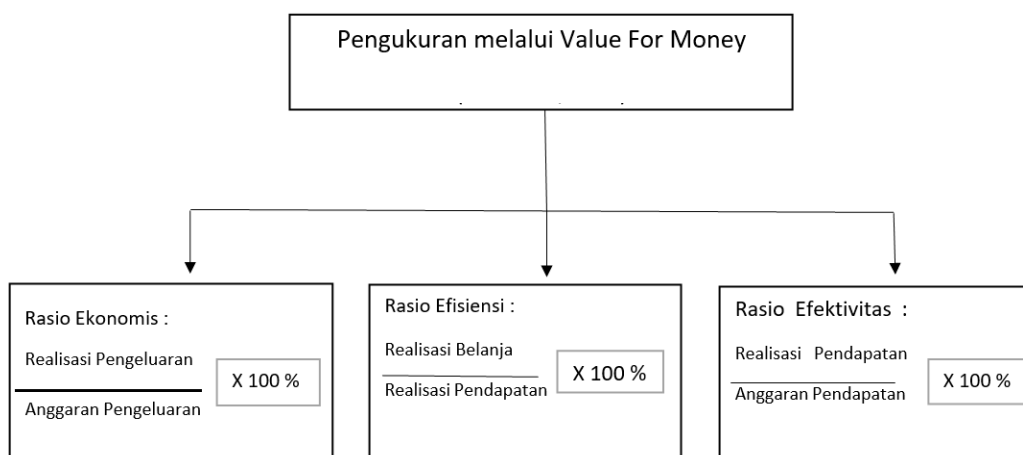 Pengukuran melalui Value For Money
Rasio Ekonomis :
Realisasi Pengeluaran
Anggaran Pengeluaran
X 100 %
Rasio Efisiensi :
Realisasi Belanja
Realisasi Pendapatan
X 100 %
Rasio Efektivitas :
Realisasi Pendapatan
Anggaran Pendapatan
X 100 %